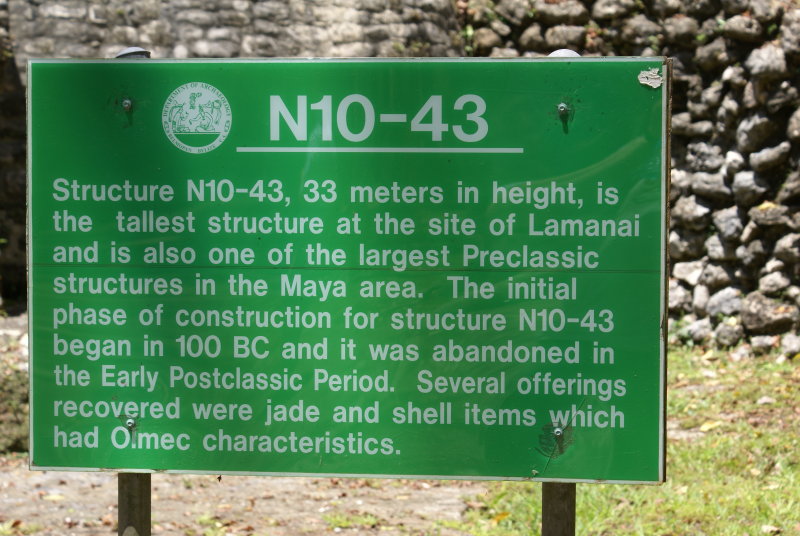 N10-43
Structure N10-43, 33 meters in height, is
the tallest structure at the site of Lamanai
and is also one of the largest Preclassic
structures in the Maya area. The initial
phase of construction for structure N10-43
began in 100 BC and it was abandoned in
the Early Postclassic Period. Several offerings
recovered were jade and shell items which
had Olmec characteristics.